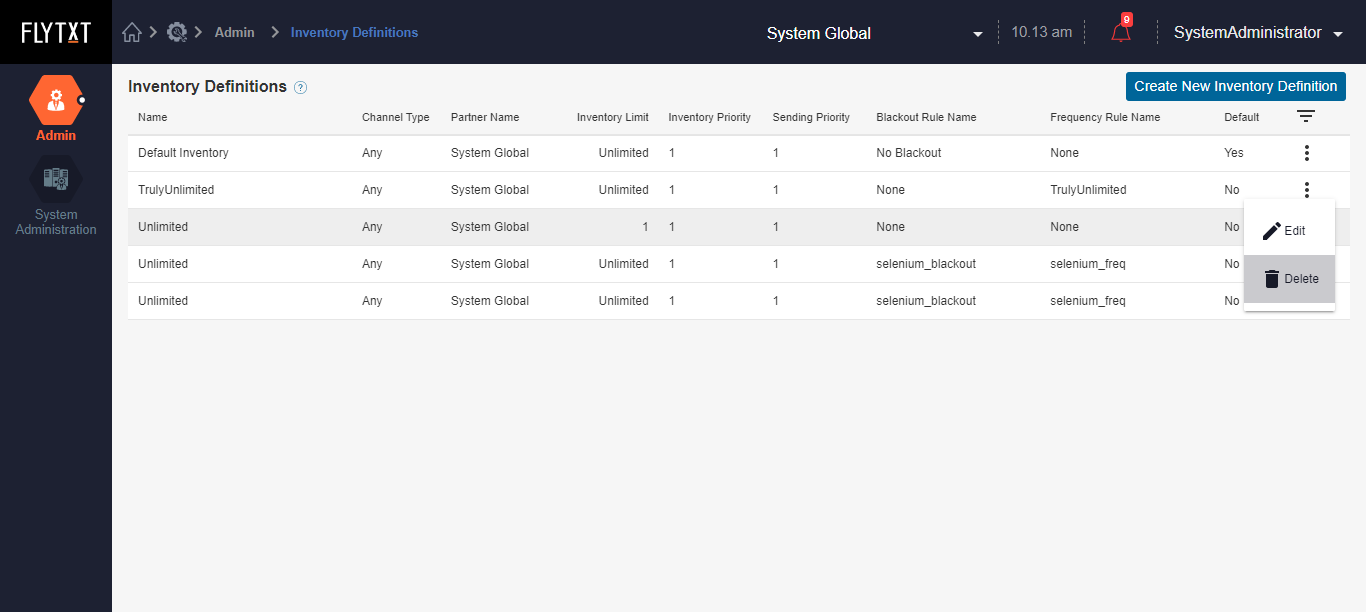 FLYTXT
Admin
Inventory Definitions
System Global
10.13 am
9
SystemAdministrator
Admin
System
Administration
Inventory Definitions ?
Create New Inventory Definition
Name Channel Type Partner Name Inventory Limit Inventory Priority Sending Priority Blackout Rule Name Frequency Rule Name Default
Default Inventory Any System Global Unlimited 1 1 No Blackout None Yes
TrulyUnlimited Any System Global Unlimited 1 1 None TrulyUnlimited No
Unlimited Any System Global 1 1 1 None None No
Unlimited Any System Global Unlimited 1 1 selenium_blackout selenium_freq No
Unlimited Any System Global Unlimited 1 1 selenium_blackout selenium_freq No
Edit
Delete